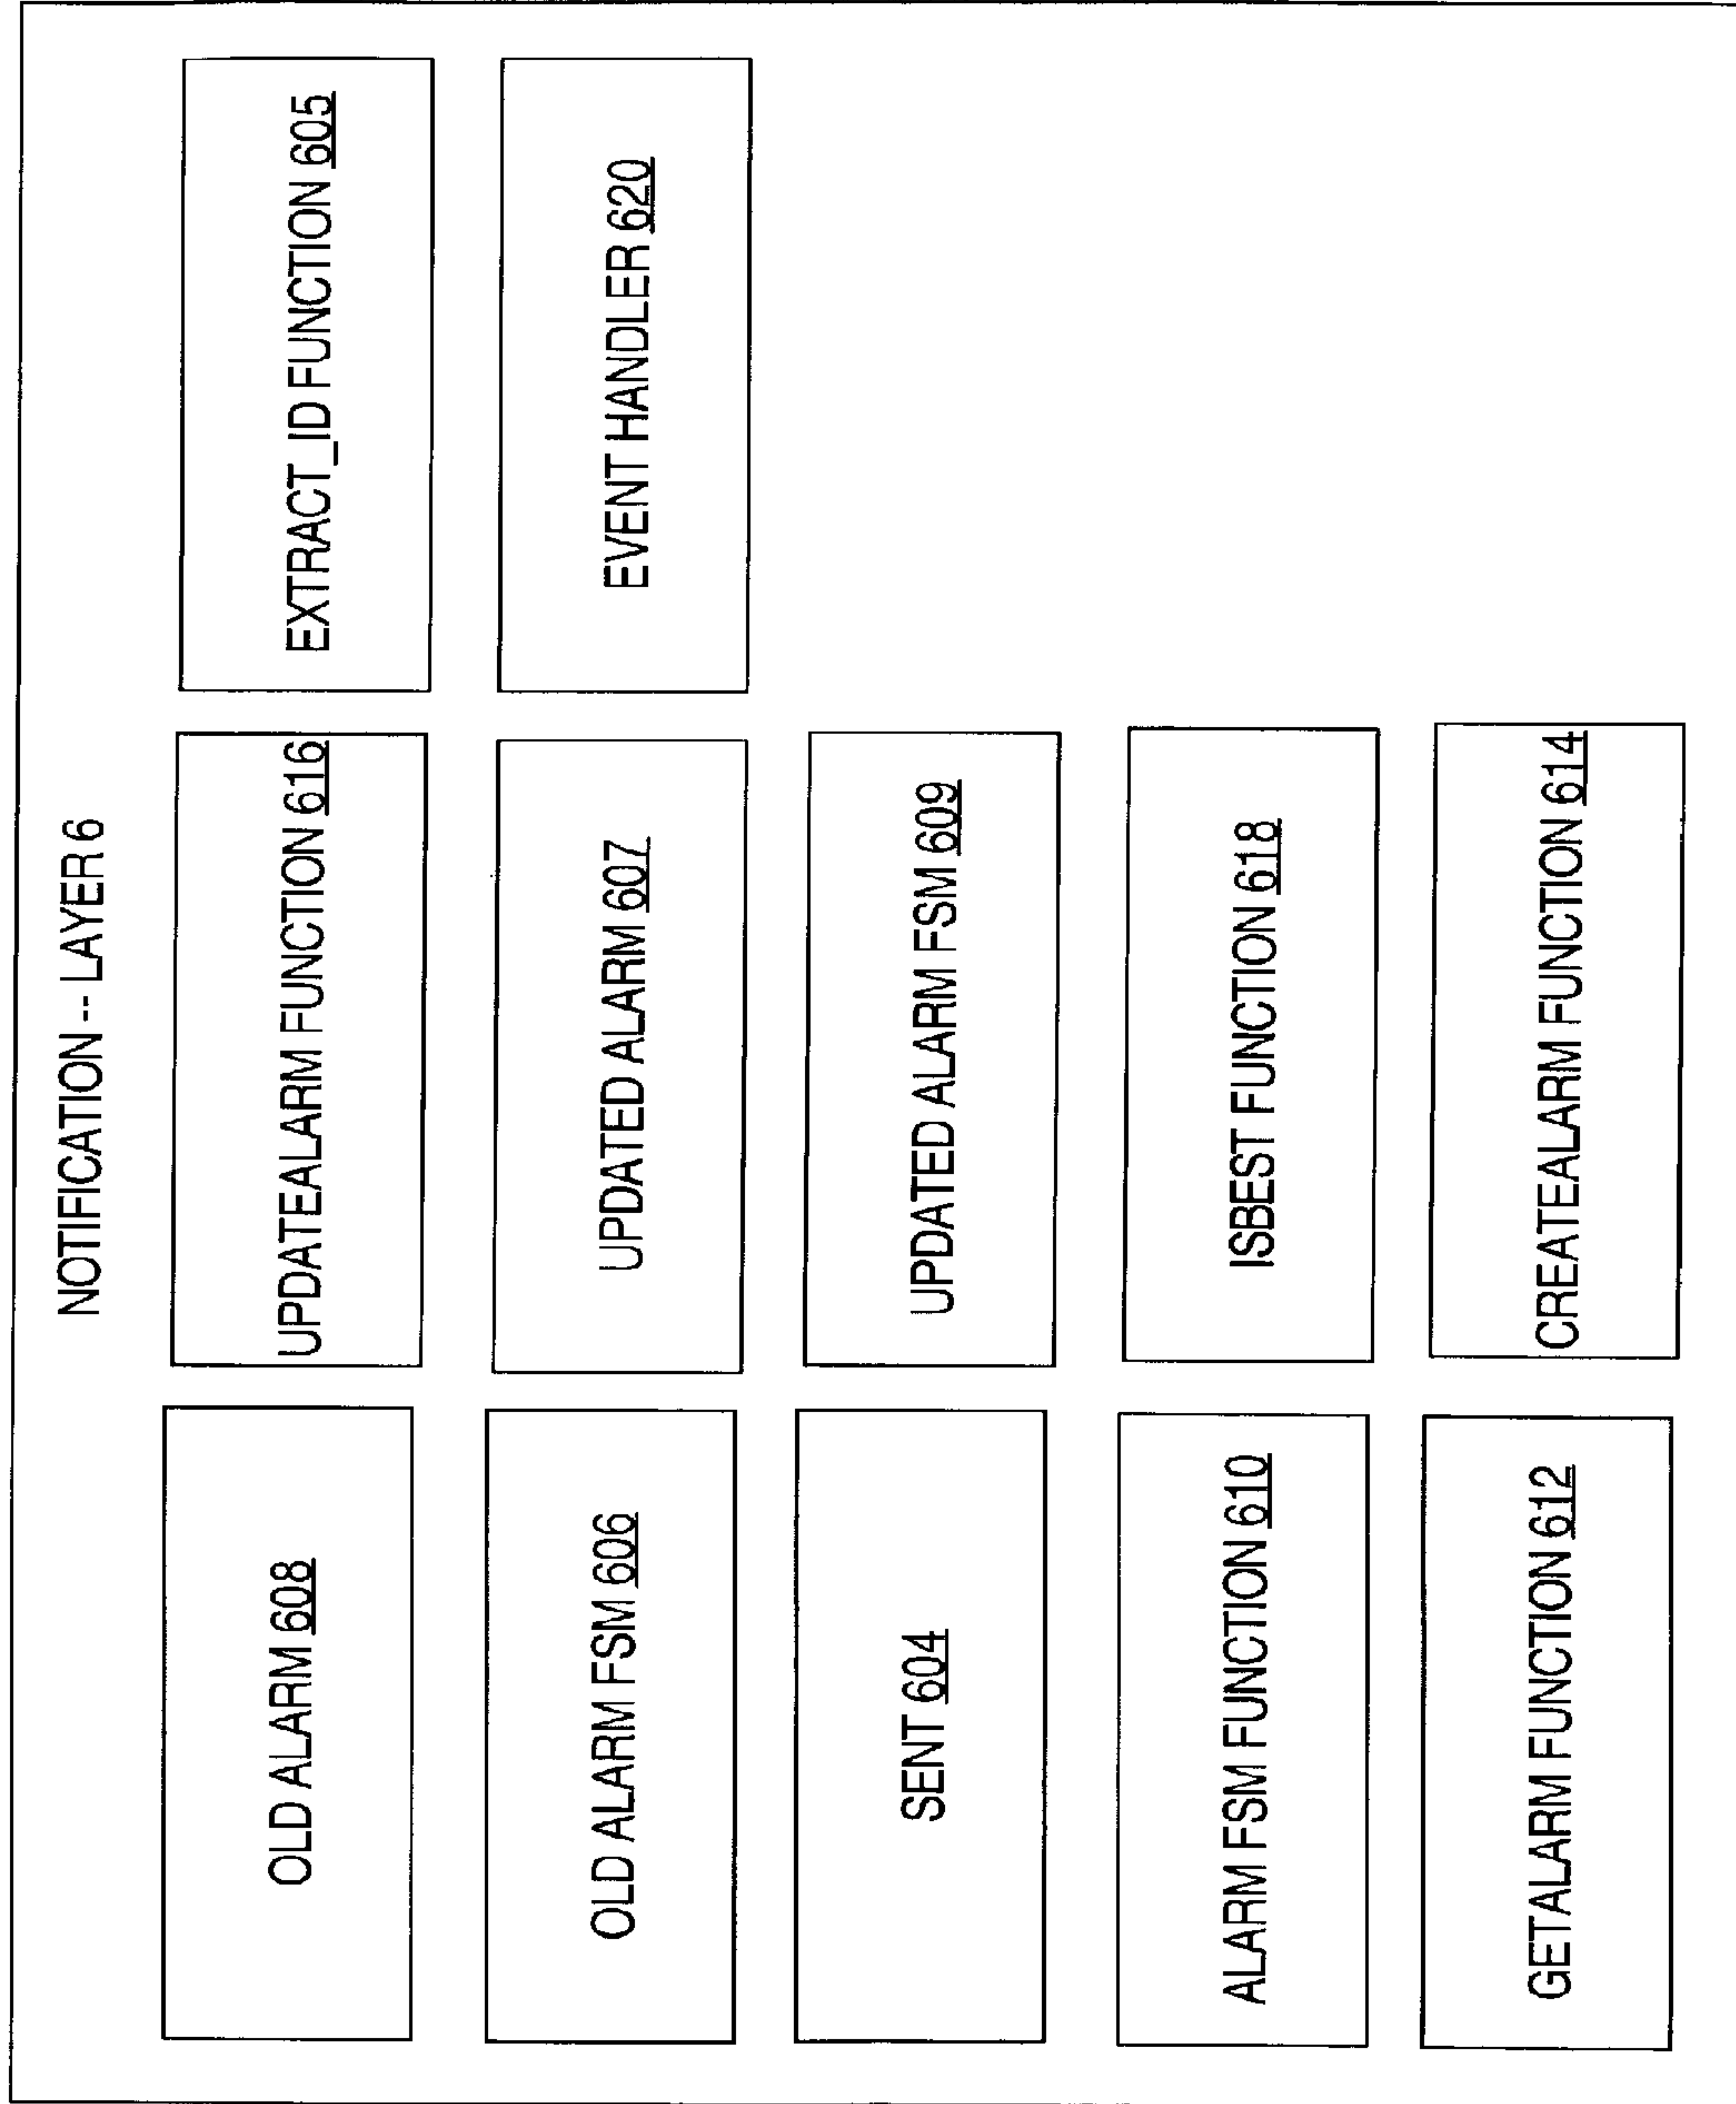 NOTIFICATION -- LAYER 6
OLD ALARM 608
UPDATEALARM FUNCTION 616
EXTRACT_ID FUNCTION 605
OLD ALARM FSM 606
UPDATED ALARM 607
EVENT HANDLER 620
SENT 604
UPDATED ALARM FSM 609
ALARM FSM FUNCTION 610
ISBEST FUNCTION 618
GETALARM FUNCTION 612
CREATEALARM FUNCTION 614